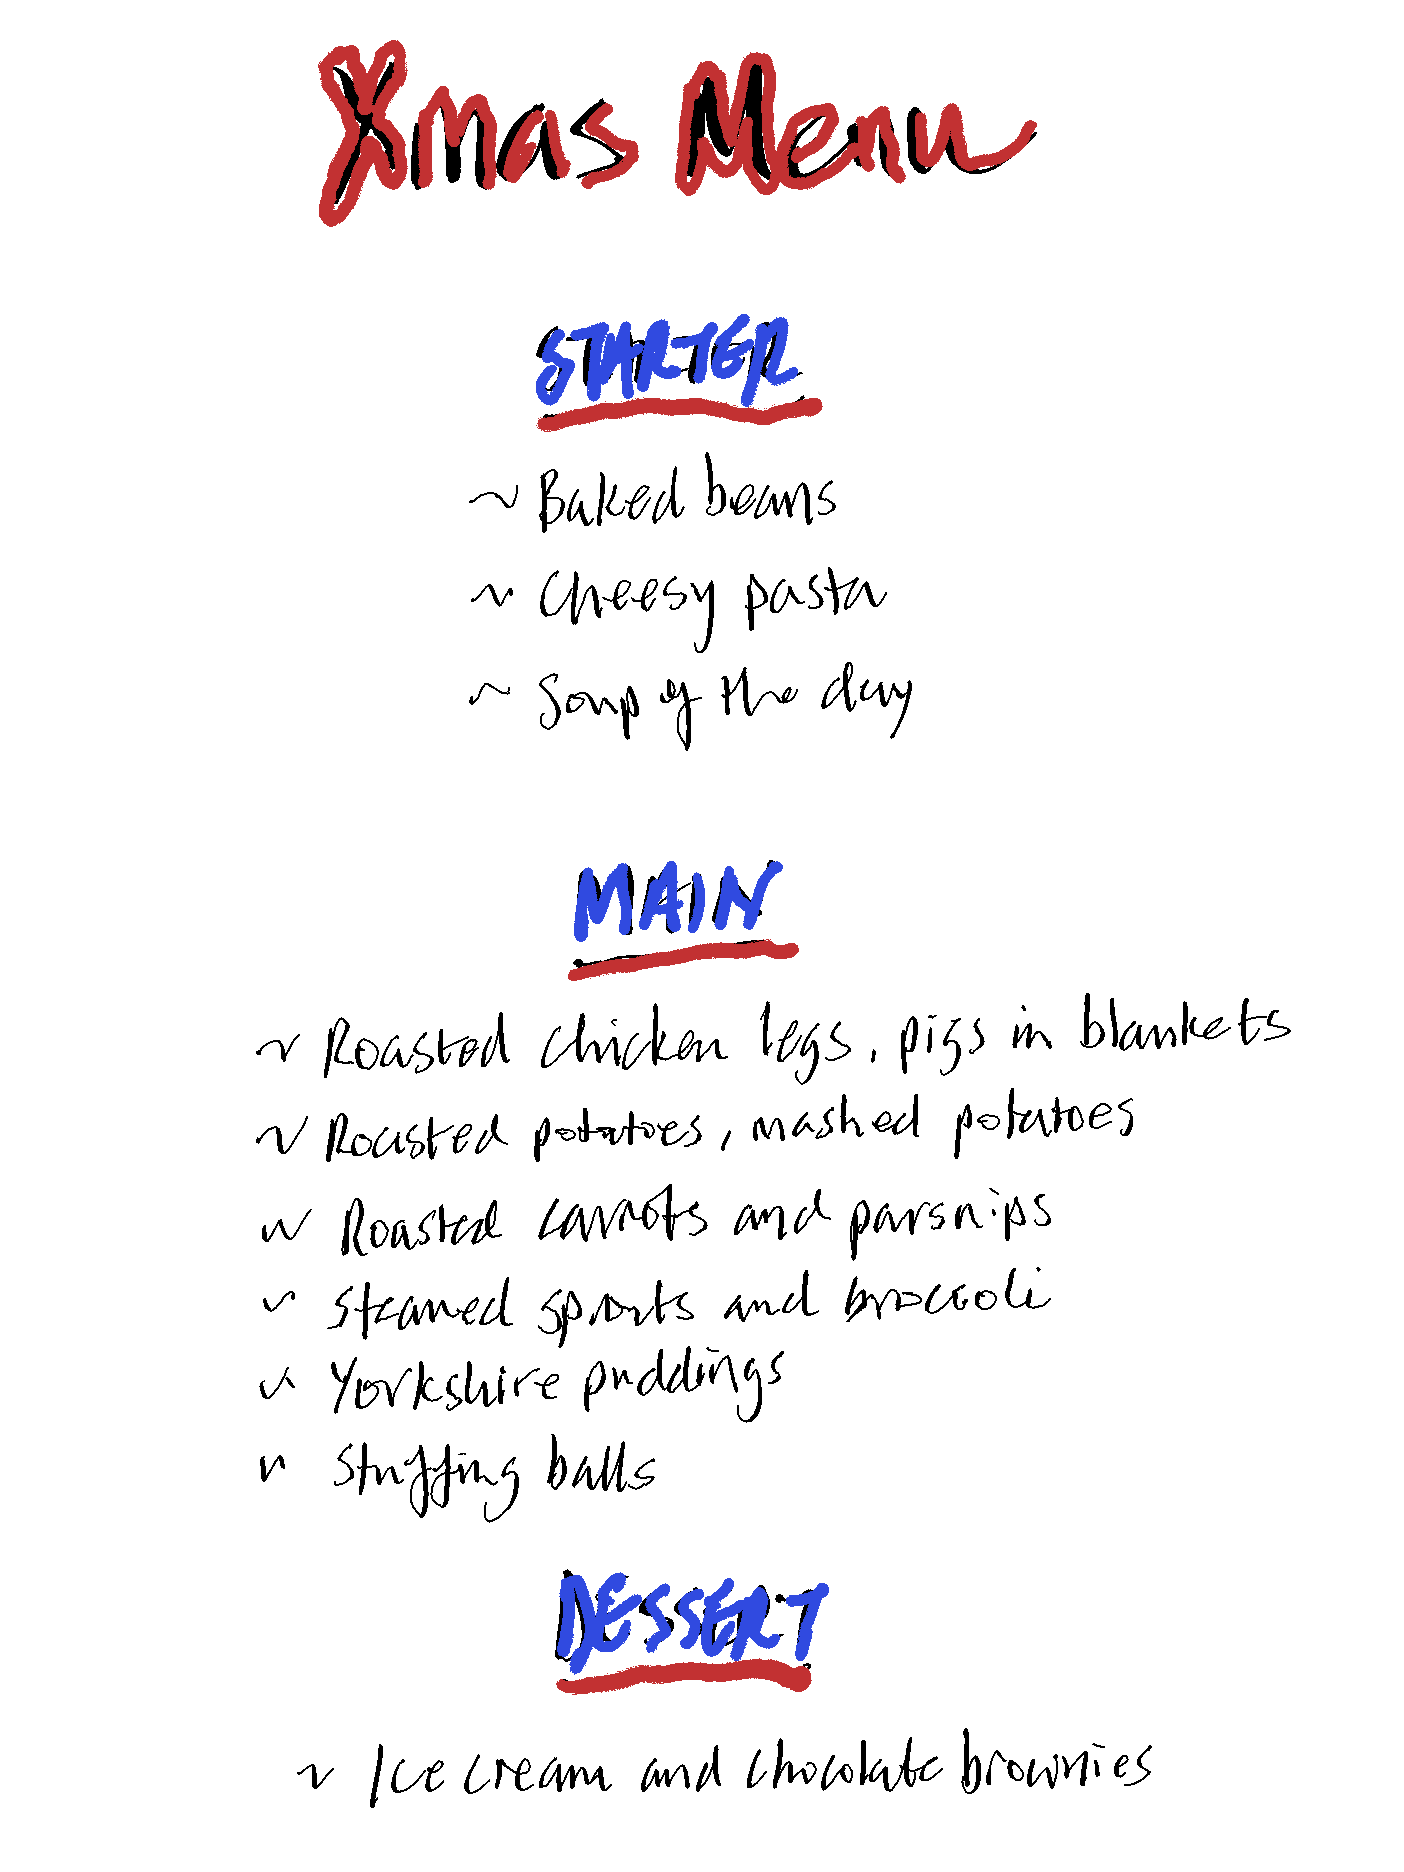 Xmas Menu
STARTER
~ Baked beans
~ Cheesy pasta
~ Soup of the day
MAIN
~ Roasted chicken legs, pigs in blankets
~ Roasted potatoes, mashed potatoes
~ Roasted carrots and parsnips
~ Steamed sprouts and broccoli
~ Yorkshire puddings
~ Stuffing balls
DESSERT
~ Ice cream and chocolate brownies